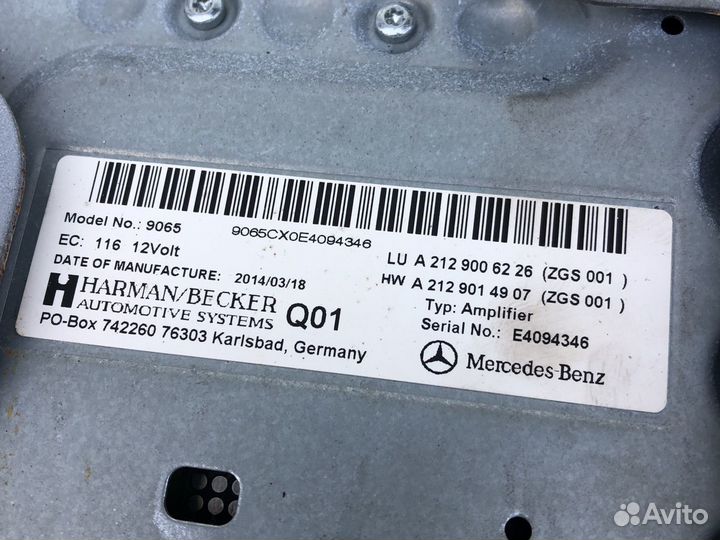 9065CX0E4094346
Model No.: 9065
EC: 116 12Volt
DATE OF MANUFACTURE: 2014/03/18
HARMAN/BECKER
AUTOMOTIVE SYSTEMS Q01
PO-Box 742260 76303 Karlsbad, Germany
LU A 212 900 62 26 (ZGS 001 )
HW A 212 901 49 07 (ZGS 001 )
Typ: Amplifier
Serial No.: E4094346
Mercedes-Benz
Avito